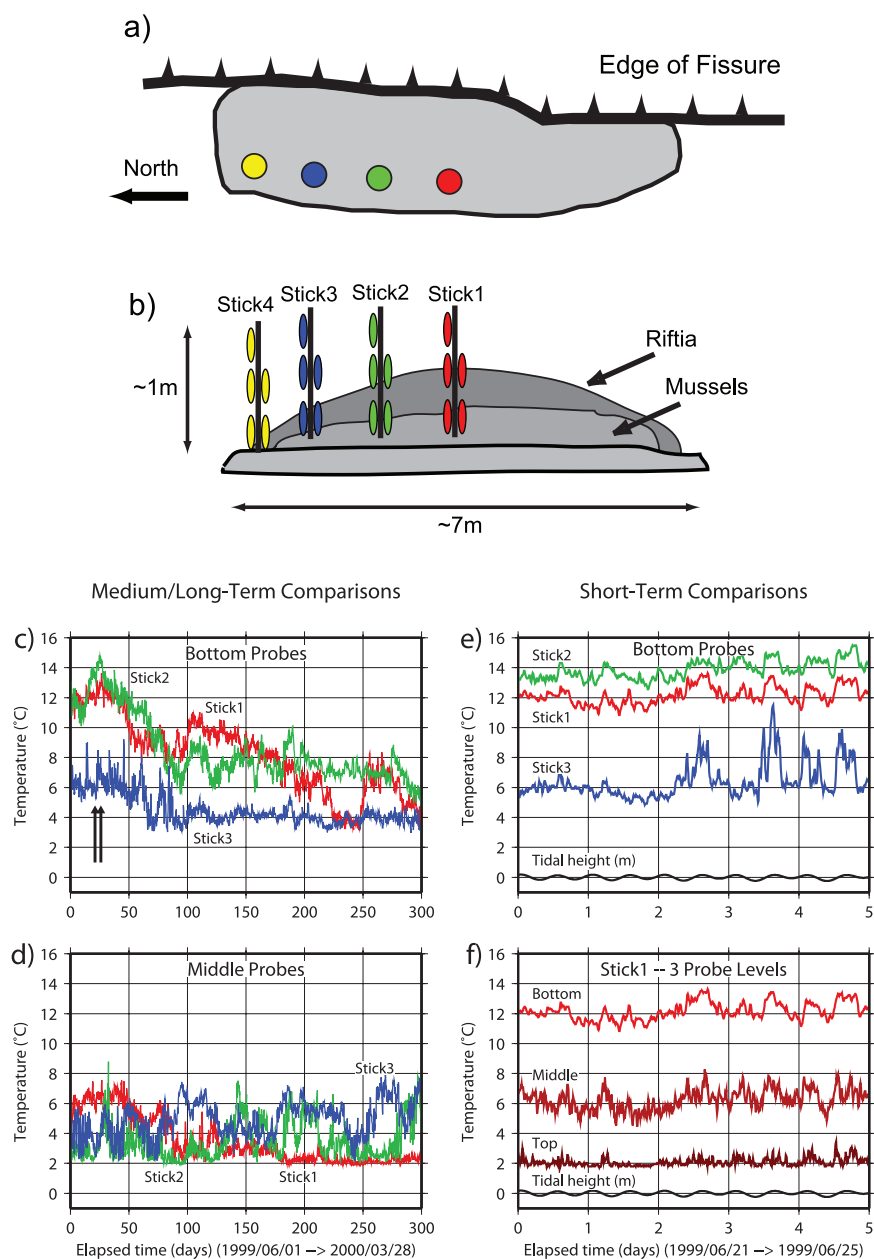 a)
Edge of Fissure
North
b)
Stick4 Stick3 Stick2 Stick1
Riftia
Mussels
~1m
~7m
Medium/Long-Term Comparisons
Short-Term Comparisons
c)
Bottom Probes
Temperature (˚C)
16
14
12
10
8
6
4
2
0
Stick2
Stick1
Stick3
0 50 100 150 200 250 300
e)
Bottom Probes
Temperature (˚C)
16
14
12
10
8
6
4
2
0
Stick2
Stick1
Stick3
Tidal height (m)
0 1 2 3 4 5
d)
Middle Probes
Temperature (˚C)
16
14
12
10
8
6
4
2
0
Stick3
Stick2
Stick1
0 50 100 150 200 250 300
Elapsed time (days) (1999/06/01 –> 2000/03/28)
f)
Stick1 -- 3 Probe Levels
Temperature (˚C)
16
14
12
10
8
6
4
2
0
Bottom
Middle
Top
Tidal height (m)
0 1 2 3 4 5
Elapsed time (days) (1999/06/21 –> 1999/06/25)